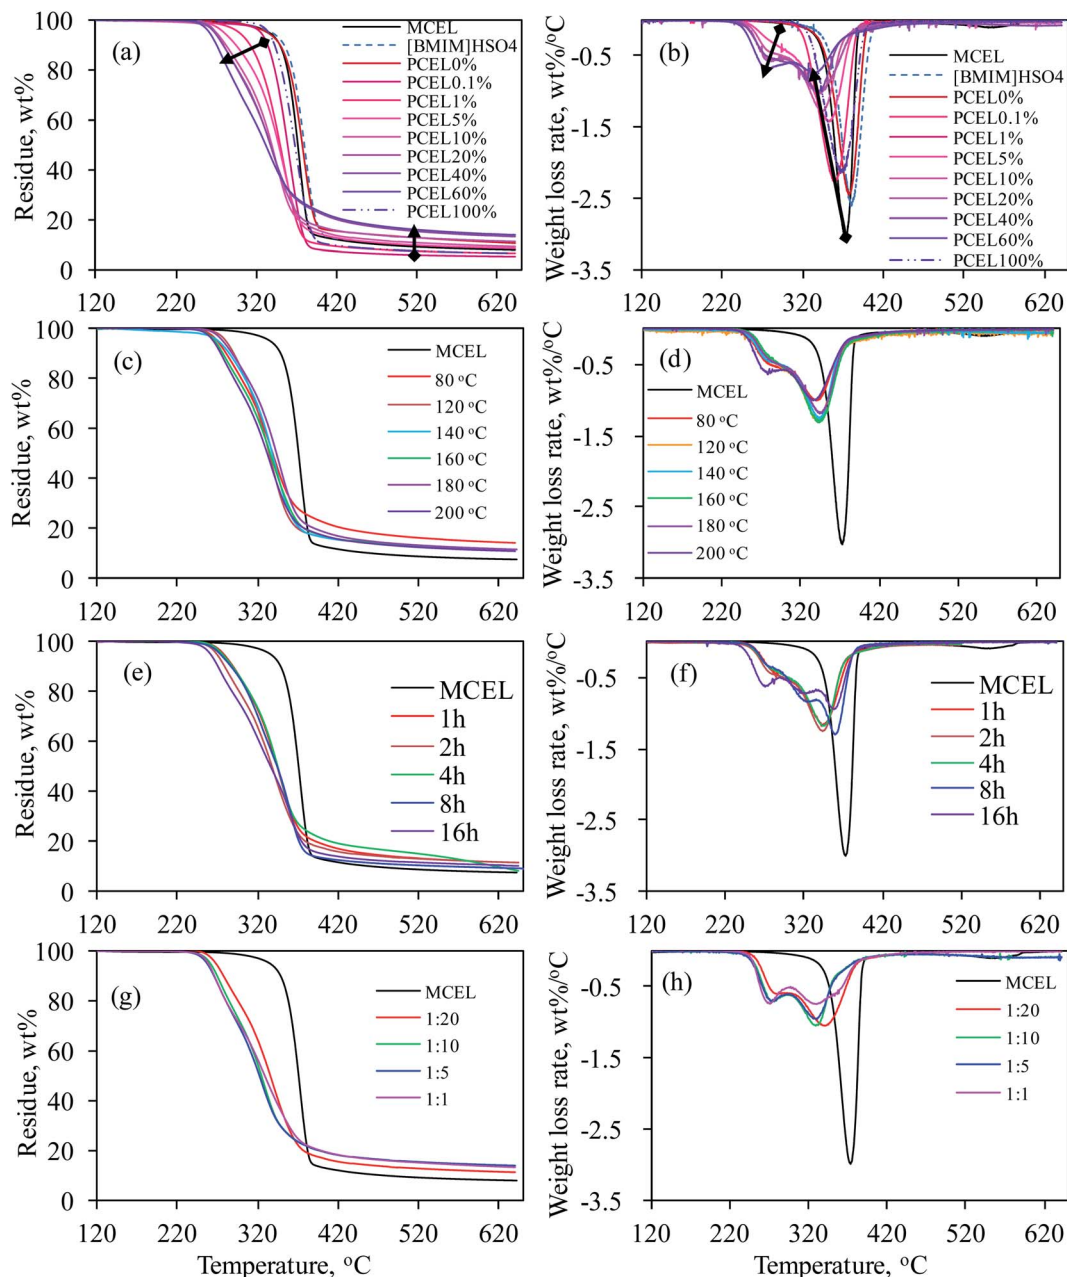 (a)
Residue, wt%
100
80
60
40
20
0
120 220 320 420 520 620
MCEL
[BMIM]HSO4
PCEL0%
PCEL0.1%
PCEL1%
PCEL5%
PCEL10%
PCEL20%
PCEL40%
PCEL60%
PCEL100%
(b)
Weight loss rate, wt%/°C
-0.5
-1.5
-2.5
-3.5
120 220 320 420 520 620
MCEL
[BMIM]HSO4
PCEL0%
PCEL0.1%
PCEL1%
PCEL5%
PCEL10%
PCEL20%
PCEL40%
PCEL60%
PCEL100%
(c)
Residue, wt%
100
80
60
40
20
0
120 220 320 420 520 620
MCEL
80 °C
120 °C
140 °C
160 °C
180 °C
200 °C
(d)
Weight loss rate, wt%/°C
-0.5
-1.5
-2.5
-3.5
120 220 320 420 520 620
MCEL
80 °C
120 °C
140 °C
160 °C
180 °C
200 °C
(e)
Residue, wt%
100
80
60
40
20
0
120 220 320 420 520 620
MCEL
1h
2h
4h
8h
16h
(f)
Weight loss rate, wt%/°C
-0.5
-1.5
-2.5
-3.5
120 220 320 420 520 620
MCEL
1h
2h
4h
8h
16h
(g)
Residue, wt%
100
80
60
40
20
0
120 220 320 420 520 620
Temperature, °C
MCEL
1:20
1:10
1:5
1:1
(h)
Weight loss rate, wt%/°C
-0.5
-1.5
-2.5
-3.5
120 220 320 420 520 620
Temperature, °C
MCEL
1:20
1:10
1:5
1:1